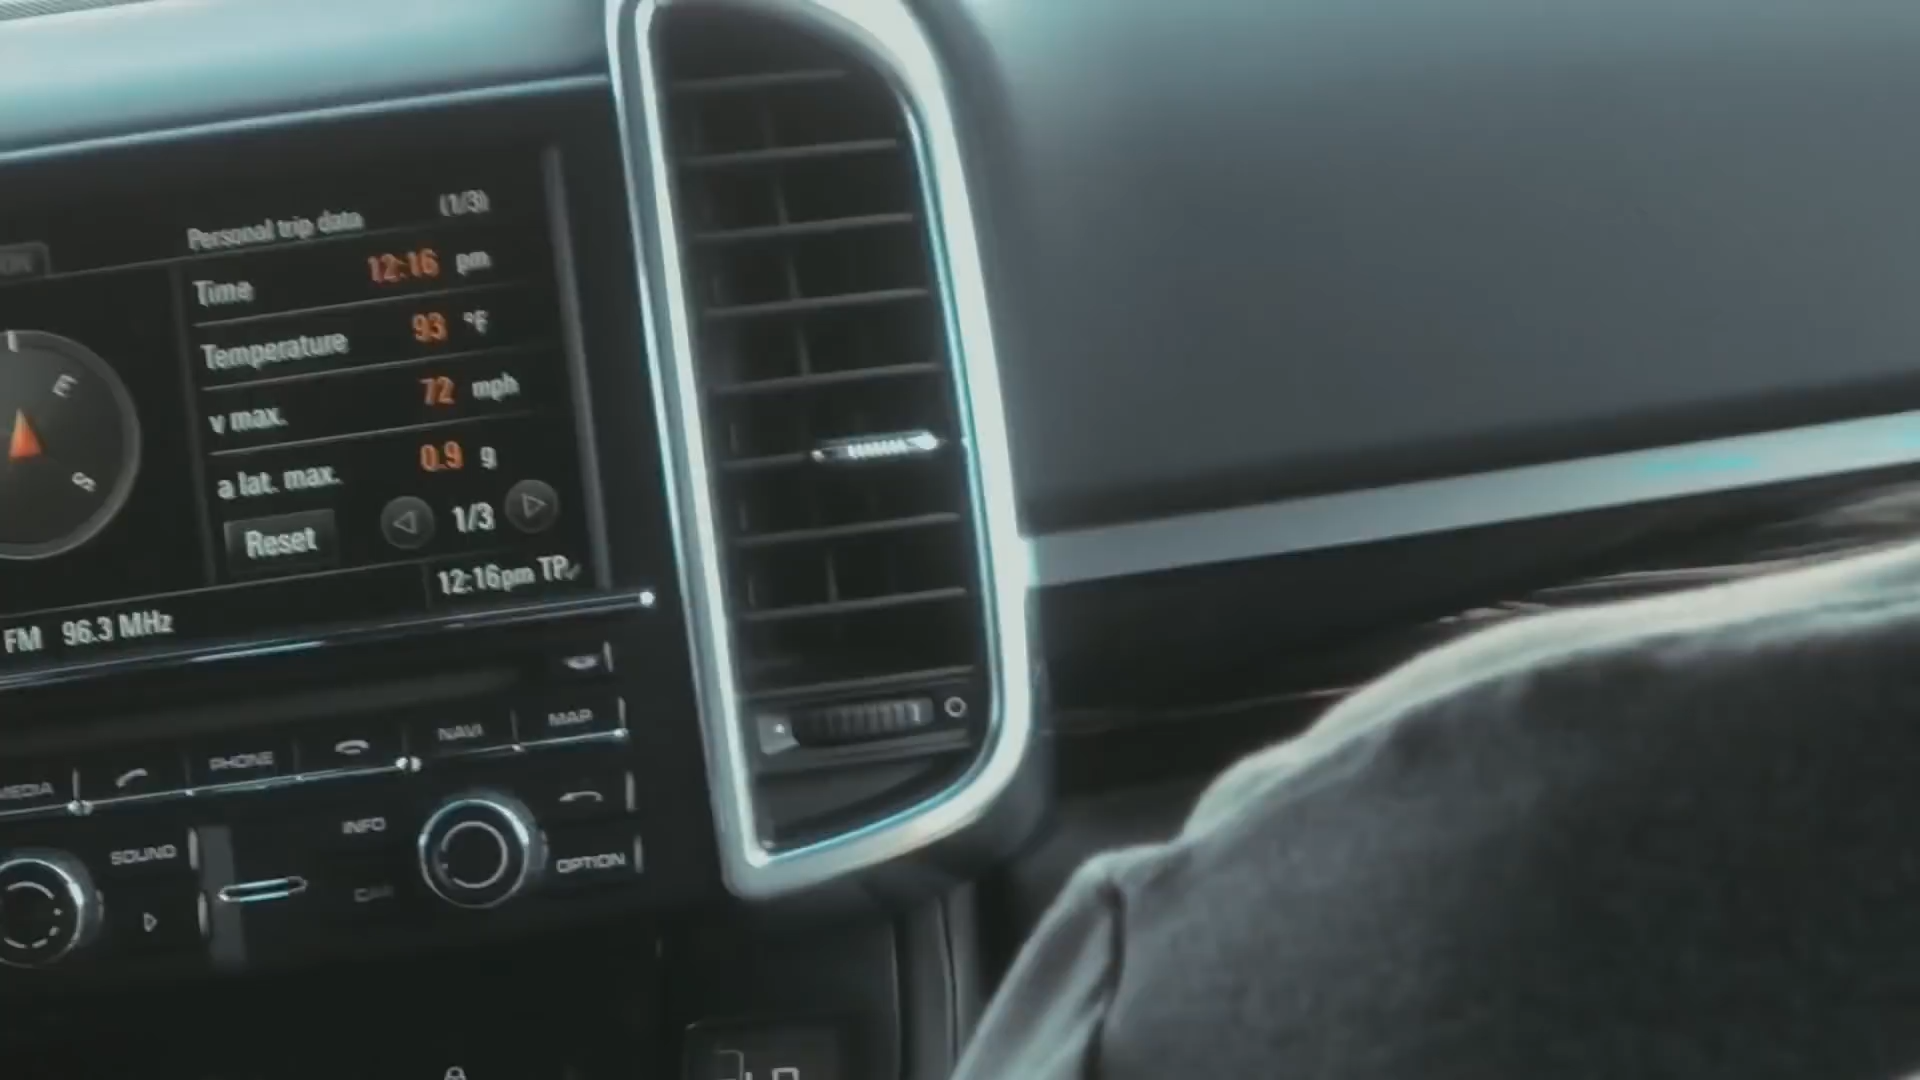 Personal trip data (1/3)
Time 12:16 pm
Temperature 93 °F
v max. 72 mph
a lat. max. 0.9 g
Reset 1/3
12:16pm TP
FM 96.3 MHz
E
S
MEDIA PHONE NAVI MAP
SOUND INFO
CAR OPTION